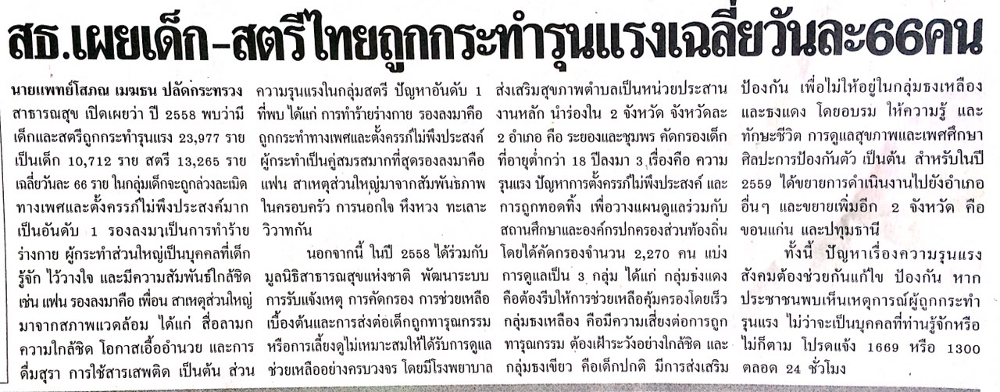 สธ.เผยเด็ก-สตรีไทยถูกกระทำรุนแรงเฉลี่ยวันละ66คน
นายแพทย์โสภณ เมฆธน ปลัดกระทรวง
สาธารณสุข เปิดเผยว่า ปี 2558 พบว่ามี
เด็กและสตรีถูกกระทำรุนแรง 23,977 ราย
เป็นเด็ก 10,712 ราย สตรี 13,265 ราย
เฉลี่ยวันละ 66 ราย ในกลุ่มเด็กจะถูกล่วงละเมิด
ทางเพศและตั้งครรภ์ไม่พึงประสงค์มาก
เป็นอันดับ 1 รองลงมาเป็นการทำร้าย
ร่างกาย ผู้กระทำส่วนใหญ่เป็นบุคคลที่เด็ก
รู้จัก ไว้วางใจ และมีความสัมพันธ์ใกล้ชิด
เช่น แฟน รองลงมาคือ เพื่อน สาเหตุส่วนใหญ่
มาจากสภาพแวดล้อม ได้แก่ สื่อลามก
ความใกล้ชิด โอกาสเอื้ออำนวย และการ
ดื่มสุรา การใช้สารเสพติด เป็นต้น ส่วน
ความรุนแรงในกลุ่มสตรี ปัญหาอันดับ 1
ที่พบ ได้แก่ การทำร้ายร่างกาย รองลงมาคือ
ถูกกระทำทางเพศและตั้งครรภ์ไม่พึงประสงค์
ผู้กระทำเป็นคู่สมรสมากที่สุดรองลงมาคือ
แฟน สาเหตุส่วนใหญ่มาจากสัมพันธภาพ
ในครอบครัว การนอกใจ หึงหวง ทะเลาะ
วิวาทกัน
นอกจากนี้ ในปี 2558 ได้ร่วมกับ
มูลนิธิสาธารณสุขแห่งชาติ พัฒนาระบบ
การรับแจ้งเหตุ การคัดกรอง การช่วยเหลือ
เบื้องต้นและการส่งต่อเด็กถูกทารุณกรรม
หรือการเลี้ยงดูไม่เหมาะสมให้ได้รับการดูแล
ช่วยเหลืออย่างครบวงจร โดยมีโรงพยาบาล
ส่งเสริมสุขภาพตำบลเป็นหน่วยประสาน
งานหลัก นำร่องใน 2 จังหวัด จังหวัดละ
2 อำเภอ คือ ระยองและชุมพร คัดกรองเด็ก
ที่อายุต่ำกว่า 18 ปีลงมา 3 เรื่องคือ ความ
รุนแรง ปัญหาการตั้งครรภ์ไม่พึงประสงค์ และ
การถูกทอดทิ้ง เพื่อวางแผนดูแลร่วมกับ
สถานศึกษาและองค์กรปกครองส่วนท้องถิ่น
โดยได้คัดกรองจำนวน 2,270 คน แบ่ง
การดูแลเป็น 3 กลุ่ม ได้แก่ กลุ่มธงแดง
คือต้องรีบให้การช่วยเหลือคุ้มครองโดยเร็ว
กลุ่มธงเหลือง คือมีความเสี่ยงต่อการถูก
ทารุณกรรม ต้องเฝ้าระวังอย่างใกล้ชิด และ
กลุ่มธงเขียว คือเด็กปกติ มีการส่งเสริม
ป้องกัน เพื่อไม่ให้อยู่ในกลุ่มธงเหลือง
และธงแดง โดยอบรม ให้ความรู้ และ
ทักษะชีวิต การดูแลสุขภาพและเพศศึกษา
ศิลปะการป้องกันตัว เป็นต้น สำหรับในปี
2559 ได้ขยายการดำเนินงานไปยังอำเภอ
อื่นๆ และขยายเพิ่มอีก 2 จังหวัด คือ
ขอนแก่น และปทุมธานี
ทั้งนี้ ปัญหาเรื่องความรุนแรง
สังคมต้องช่วยกันแก้ไข ป้องกัน หาก
ประชาชนพบเห็นเหตุการณ์ผู้ถูกกระทำ
รุนแรง ไม่ว่าจะเป็นบุคคลที่ท่านรู้จักหรือ
ไม่ก็ตาม โปรดแจ้ง 1669 หรือ 1300
ตลอด 24 ชั่วโมง